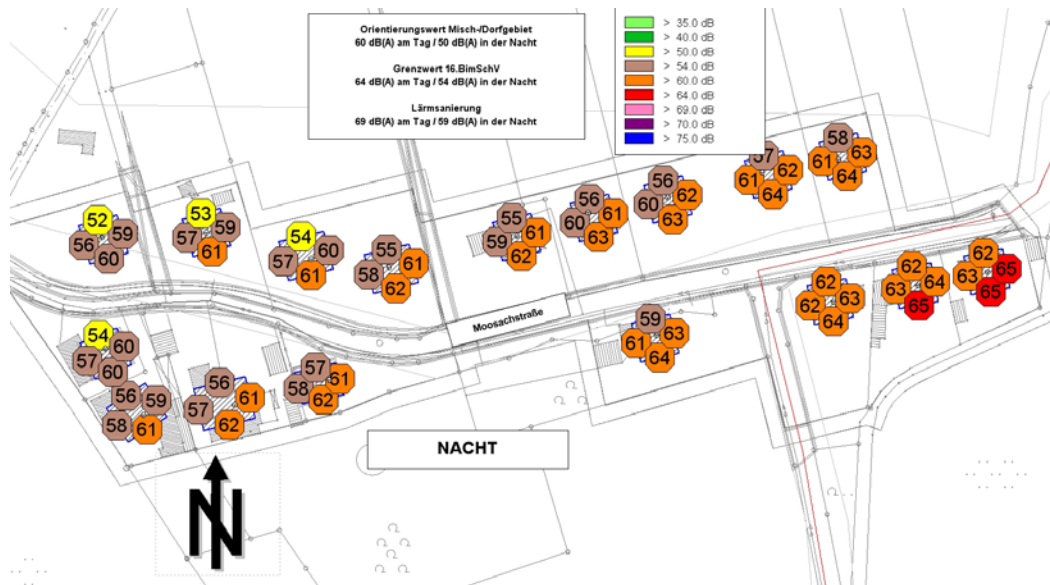 Orientierungswert Misch-/Dorfgebiet
60 dB(A) am Tag / 50 dB(A) in der Nacht
Grenzwert 16.BimSchV
64 dB(A) am Tag / 54 dB(A) in der Nacht
Lärmsanierung
69 dB(A) am Tag / 59 dB(A) in der Nacht
> 35.0 dB
> 40.0 dB
> 50.0 dB
> 54.0 dB
> 60.0 dB
> 64.0 dB
> 69.0 dB
> 70.0 dB
> 75.0 dB
52 59 56 60
53 59 57 61
54 60 57 61
55 61 58 62
55 61 59 62
56 61 60 63
56 62 60 63
57 62 61 64
58 63 61 64
54 60 57 60
56 59 58 61
56 61 57 62
57 61 58 62
59 63 61 64
62 63 62 64
62 64 63 65
62 65 63 65
Moosachstraße
NACHT
N